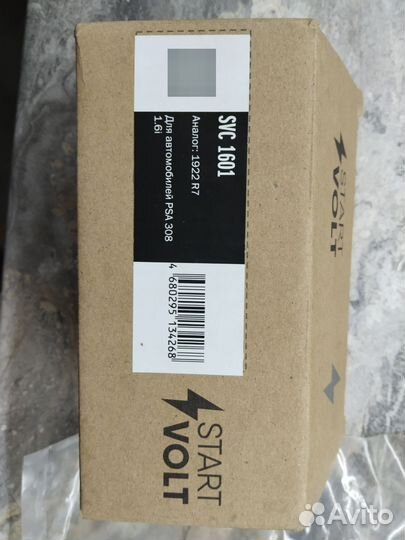 SVC 1601
Аналог: 1922 R7
Для автомобилей PSA 308
1.6i
4 680295 134268
START
VOLT
START
VOLT
Avito